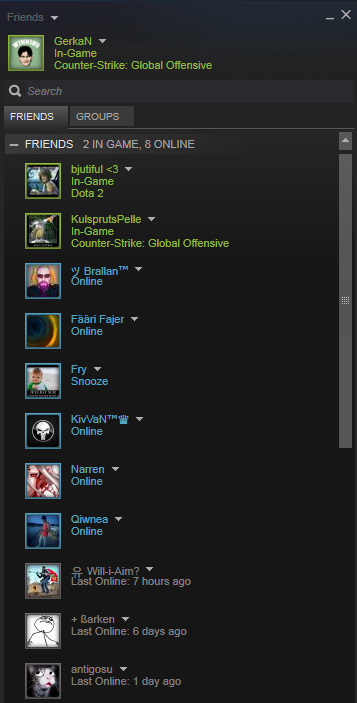 Friends
GerkaN
In-Game
Counter-Strike: Global Offensive
Search
FRIENDS GROUPS
FRIENDS 2 IN GAME, 8 ONLINE
bjutiful <3
In-Game
Dota 2
KulsprutsPelle
In-Game
Counter-Strike: Global Offensive
ツ Brallan™
Online
Fääri Fajer
Online
Fry
Snooze
KivVaN™♛
Online
Narren
Online
Qiwnea
Online
유 Will-i-Aim?
Last Online: 7 hours ago
+ ßarken
Last Online: 6 days ago
antigosu
Last Online: 1 day ago